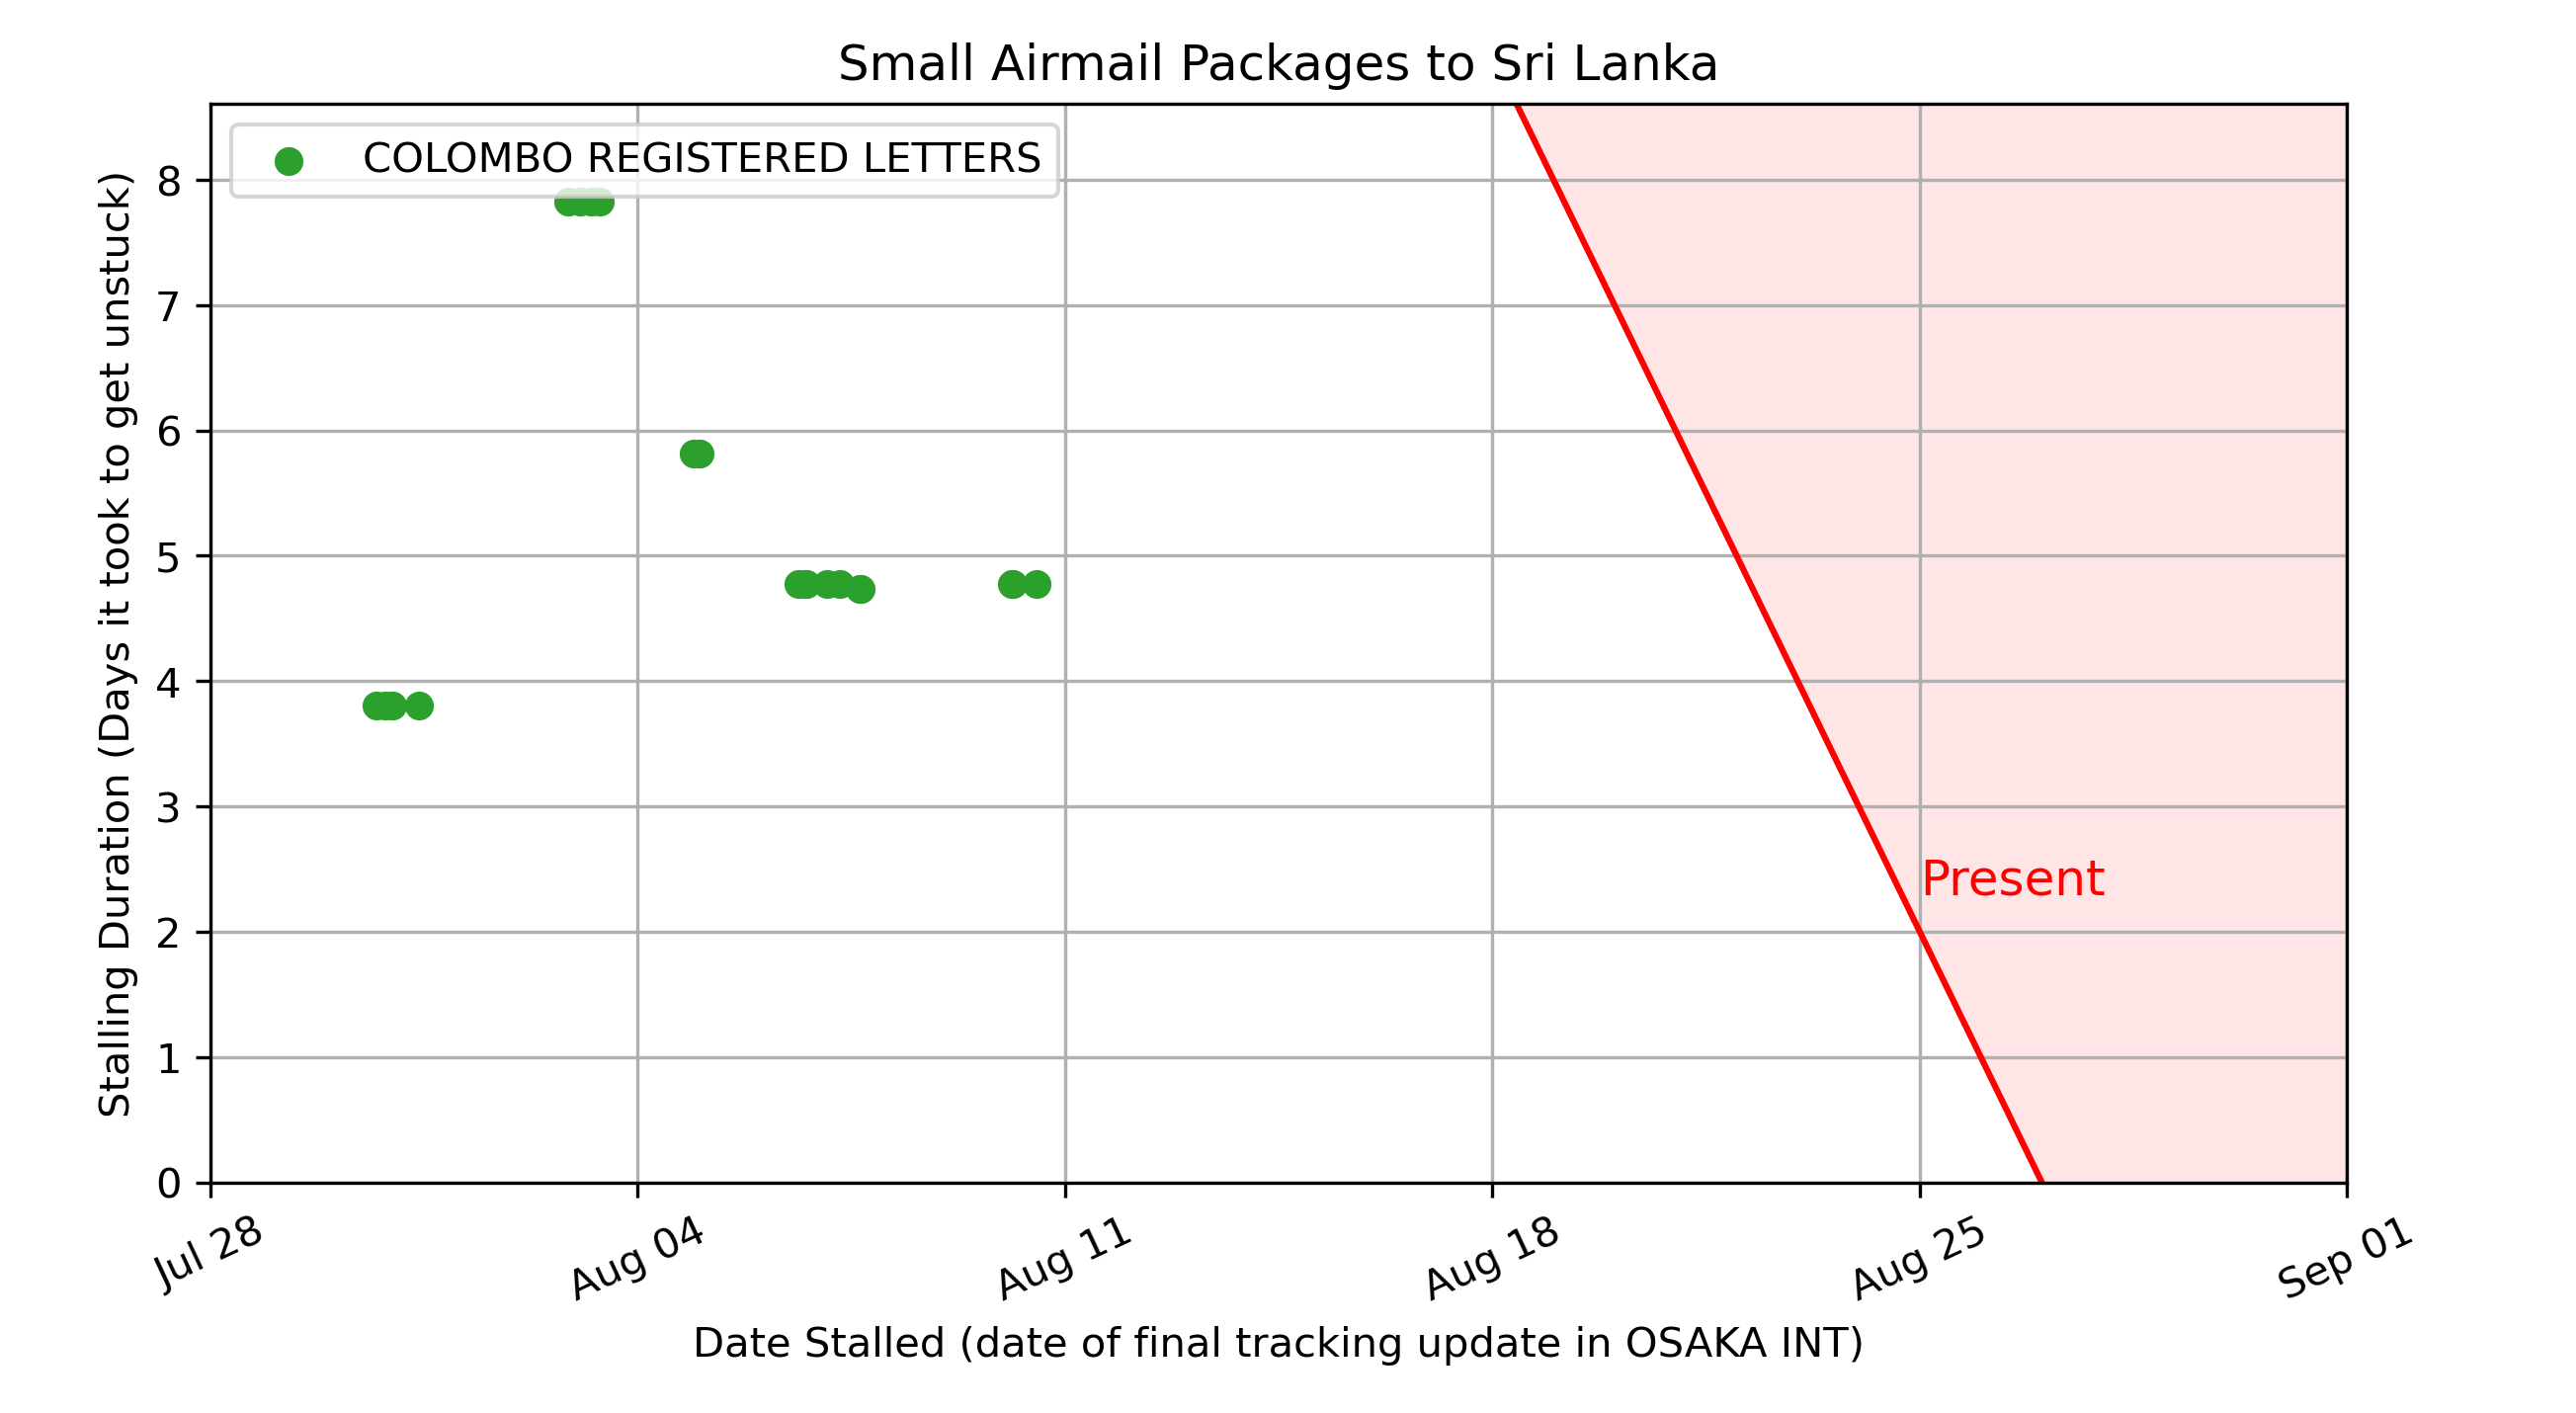 Small Airmail Packages to Sri Lanka
COLOMBO REGISTERED LETTERS
Stalling Duration (Days it took to get unstuck)
8
7
6
5
4
3
2
1
0
Present
Jul 28
Aug 04
Aug 11
Aug 18
Aug 25
Sep 01
Date Stalled (date of final tracking update in OSAKA INT)